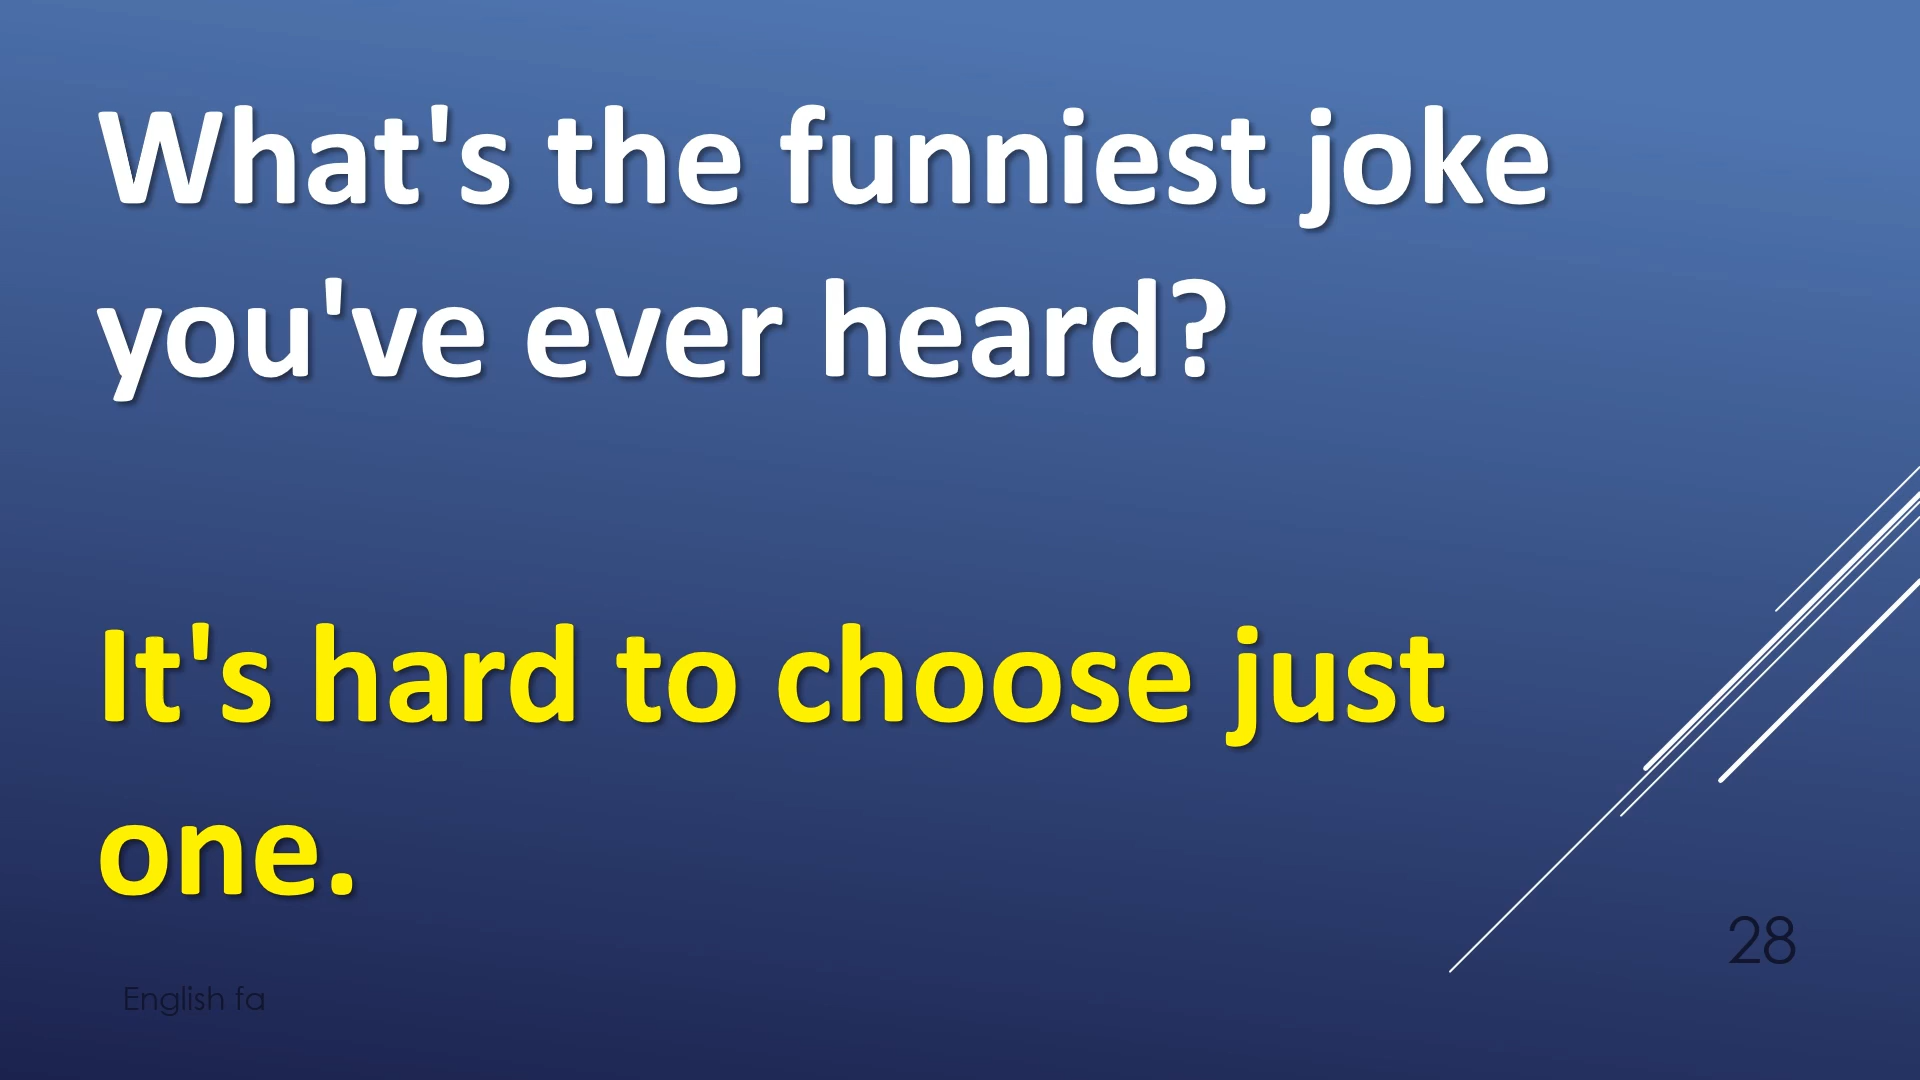 What's the funniest joke
you've ever heard?
It's hard to choose just
one.
28
English fa